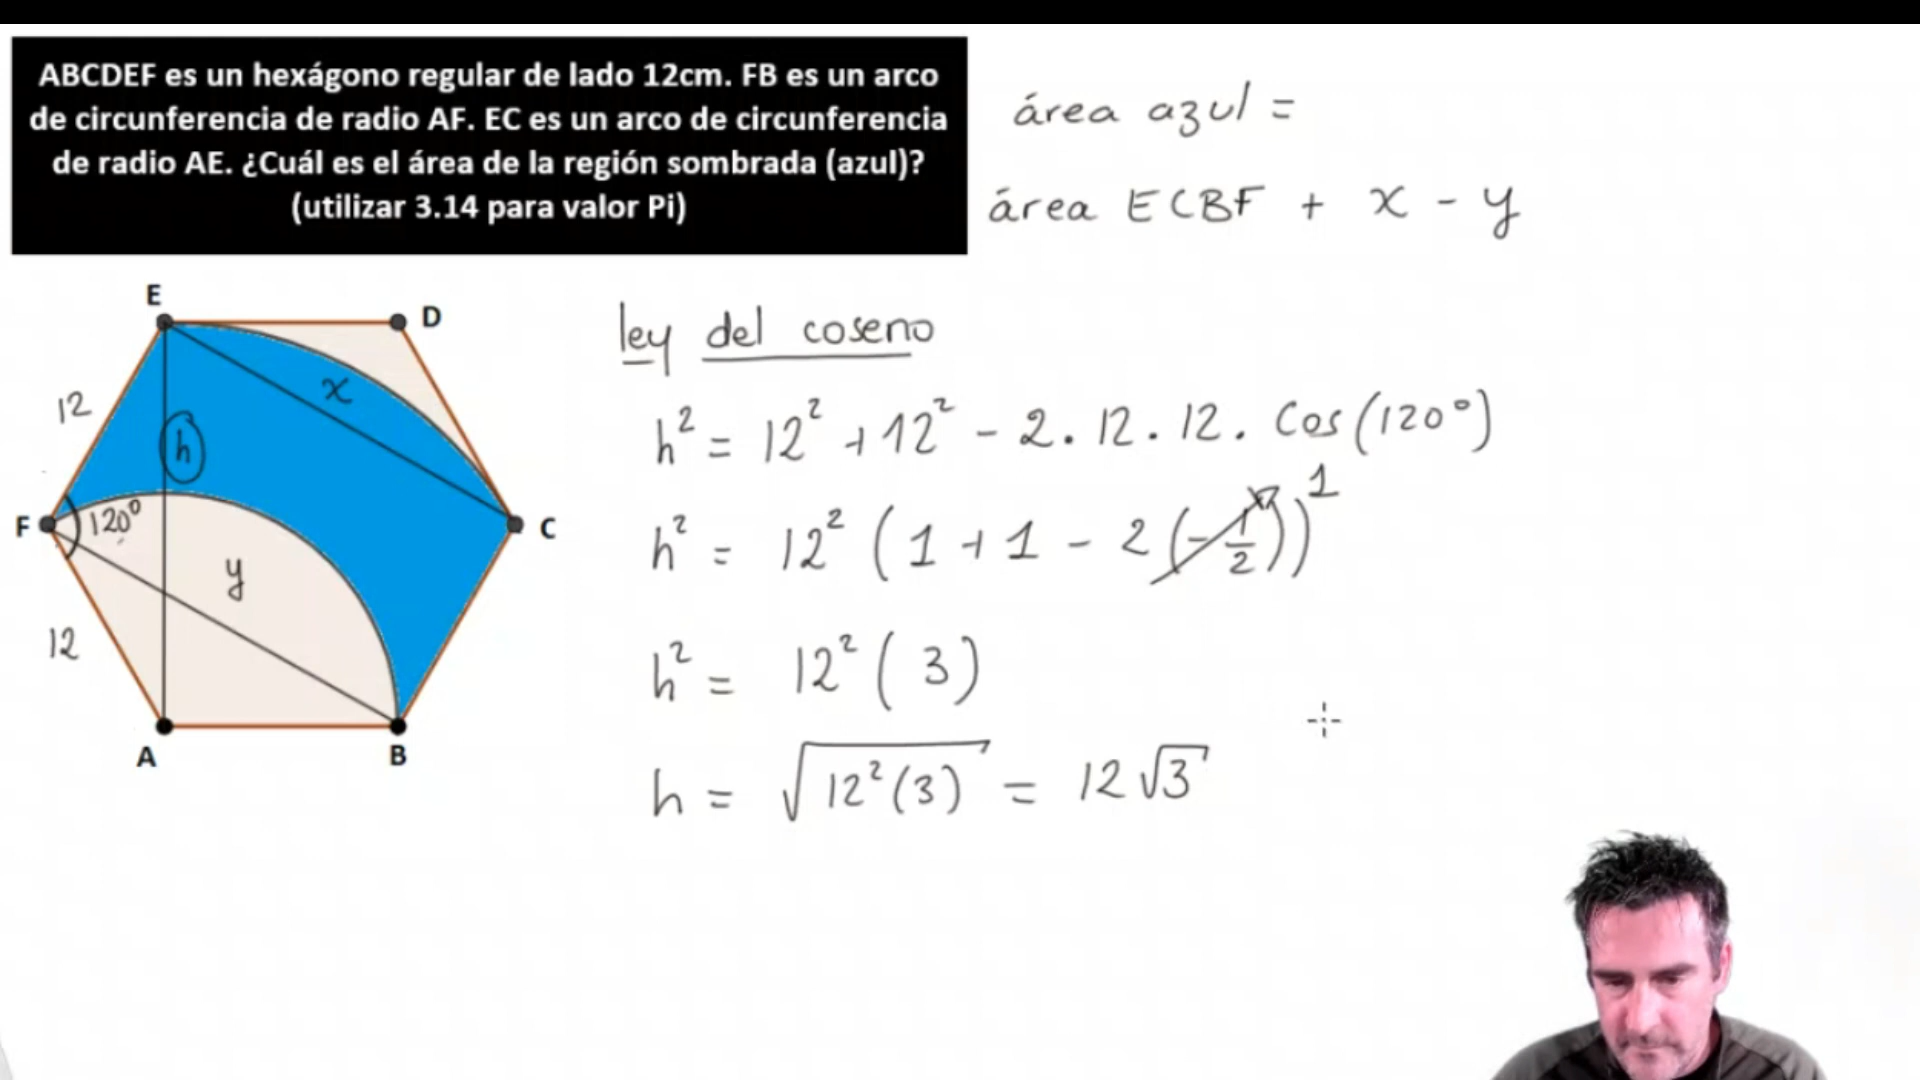 ABCDEF es un hexágono regular de lado 12cm. FB es un arco
de circunferencia de radio AF. EC es un arco de circunferencia
de radio AE. ¿Cuál es el área de la región sombrada (azul)?
(utilizar 3.14 para valor Pi)
área azul =
área ECBF + x - y
E
D
ley del coseno
12
x
h
h² = 12² + 12² - 2 . 12 . 12 . Cos(120°)
F
120°
C
h² = 12² (1 + 1 - 2(-1/2)) 1
y
12
h² = 12² (3)
A
B
h = √12²(3) = 12√3